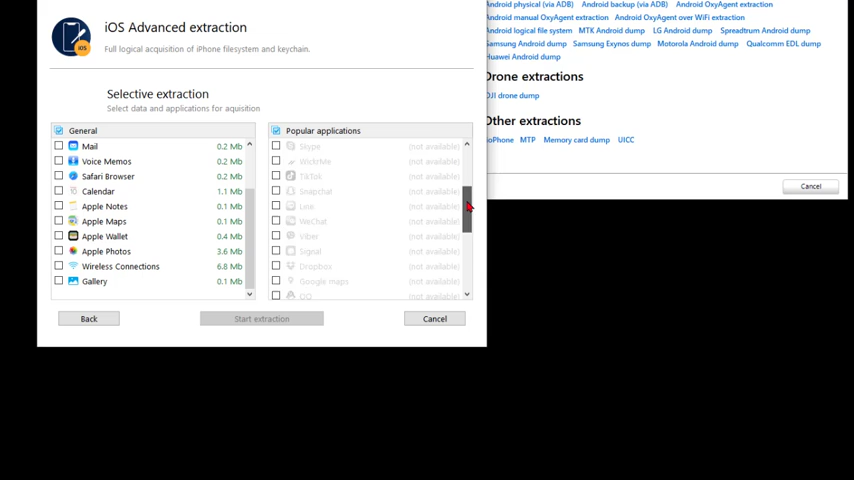 iOS Advanced extraction
Full logical acquisition of iPhone filesystem and keychain.
Selective extraction
Select data and applications for aquisition
General
Mail 0.2 Mb
Voice Memos 0.2 Mb
Safari Browser 0.2 Mb
Calendar 1.1 Mb
Apple Notes 0.1 Mb
Apple Maps 0.1 Mb
Apple Wallet 0.4 Mb
Apple Photos 3.6 Mb
Wireless Connections 6.8 Mb
Gallery 0.1 Mb
Popular applications
Skype (not available)
WickrMe (not available)
TikTok (not available)
Snapchat (not available)
Line (not available)
WeChat (not available)
Viber (not available)
Signal (not available)
Dropbox (not available)
Google maps (not available)
QQ (not available)
Back Start extraction Cancel
Android physical (via ADB) Android backup (via ADB) Android OxyAgent extraction
Android manual OxyAgent extraction Android OxyAgent over WiFi extraction
Android logical file system MTK Android dump LG Android dump Spreadtrum Android dump
Samsung Android dump Samsung Exynos dump Motorola Android dump Qualcomm EDL dump
Huawei Android dump
Drone extractions
DJI drone dump
Other extractions
oPhone MTP Memory card dump UICC
Cancel